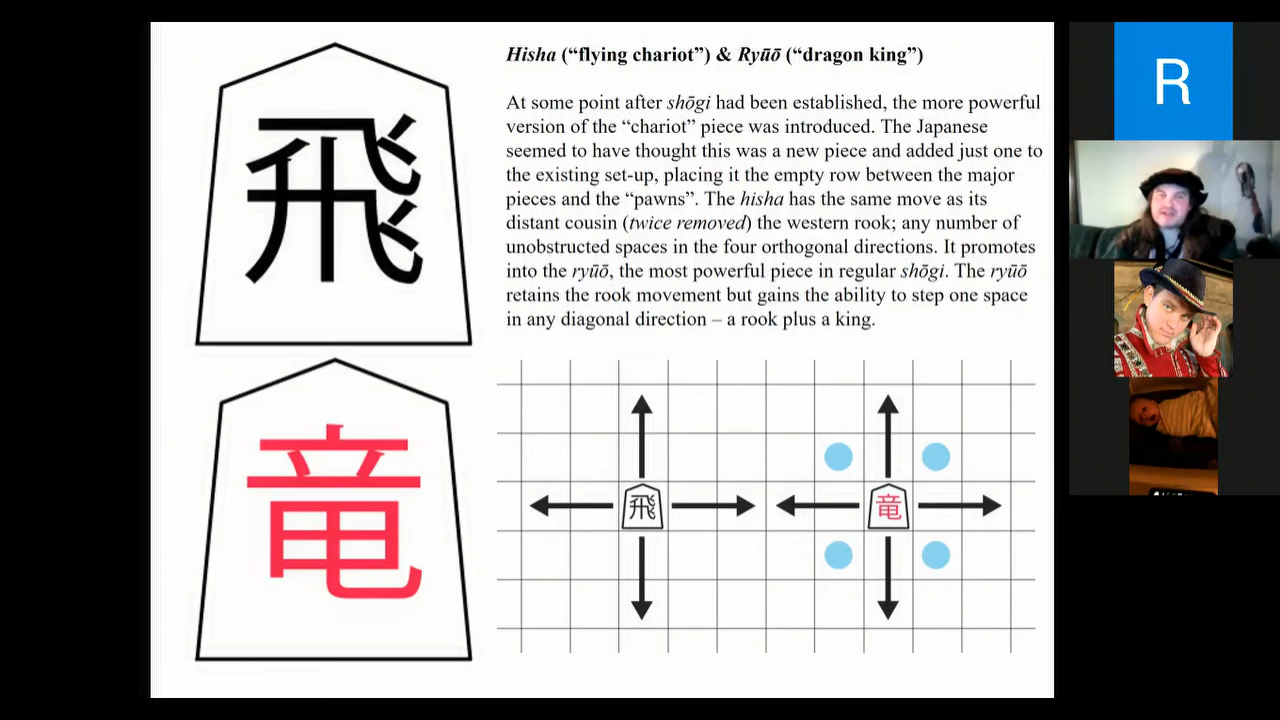 飛
Hisha (“flying chariot”) & Ryūō (“dragon king”)
At some point after shōgi had been established, the more powerful
version of the “chariot” piece was introduced. The Japanese
seemed to have thought this was a new piece and added just one to
the existing set-up, placing it the empty row between the major
pieces and the “pawns”. The hisha has the same move as its
distant cousin (twice removed) the western rook; any number of
unobstructed spaces in the four orthogonal directions. It promotes
into the ryūō, the most powerful piece in regular shōgi. The ryūō
retains the rook movement but gains the ability to step one space
in any diagonal direction – a rook plus a king.
竜
飛
竜
R